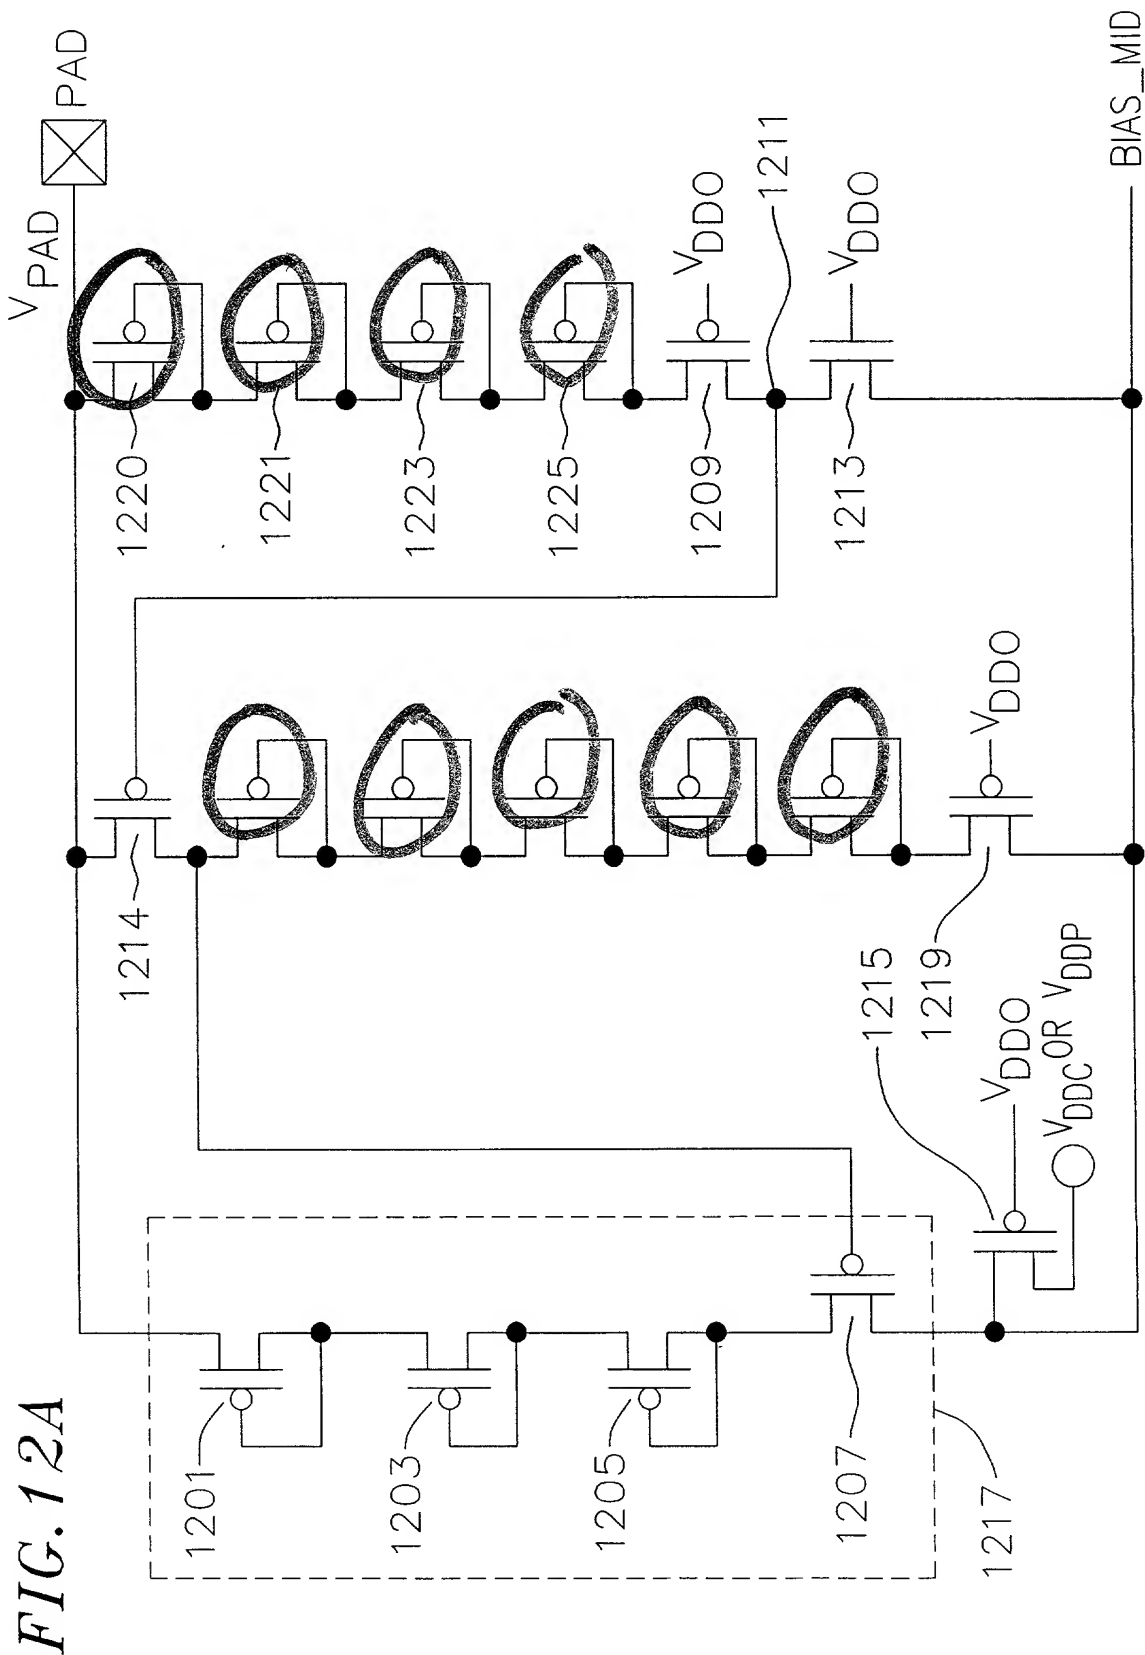 FIG. 12A
V_PAD
PAD
1201
1203
1205
1207
1217
1214
1215
V_DDO
V_DDC OR V_DDP
1219
V_DDO
1220
1221
1223
1225
1209
V_DDO
1211
1213
V_DDO
BIAS_MID